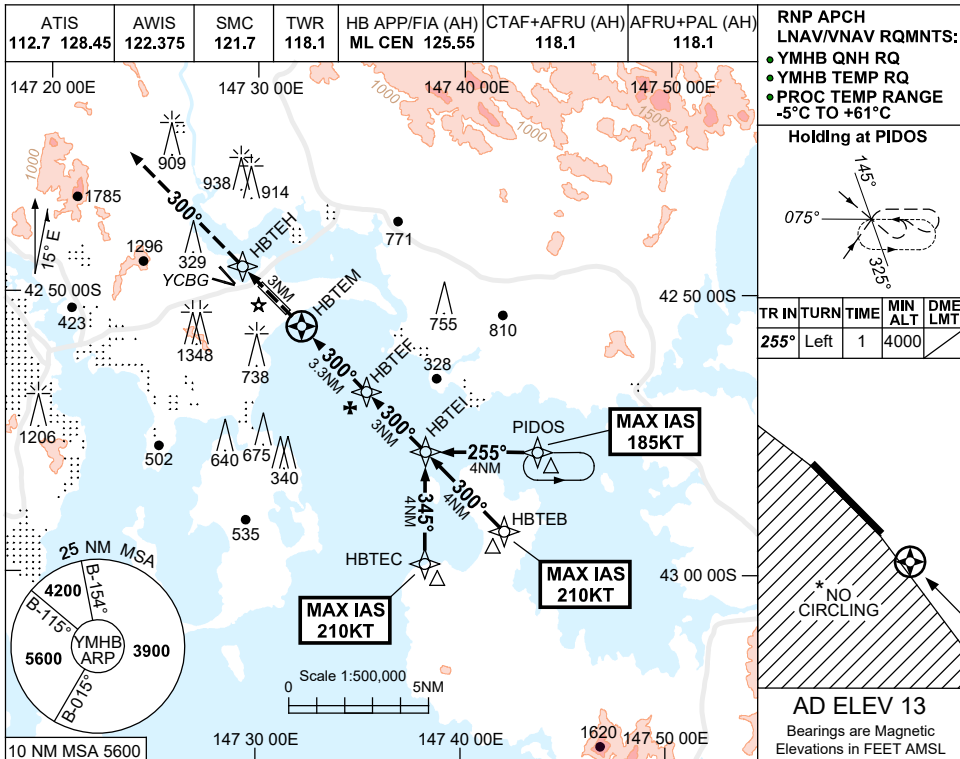 ATIS
112.7 128.45
AWIS
122.375
SMC
121.7
TWR
118.1
HB APP/FIA (AH)
ML CEN 125.55
CTAF+AFRU (AH)
118.1
AFRU+PAL (AH)
118.1
RNP APCH
LNAV/VNAV RQMNTS:
• YMHB QNH RQ
• YMHB TEMP RQ
• PROC TEMP RANGE
-5°C TO +61°C
147 20 00E
147 30 00E
147 50 00E
1000
1000
1500
909
938
914
1785
300°
HBTEH
771
15° E
1296
329
YCBG
3NM
HBTEM
42 50 00S
42 50 00S
423
755
810
1348
738
300°
3.3NM
HBTEF
328
1206
300°
3NM
HBTEI
PIDOS
MAX IAS
185KT
255°
4NM
502
640
675
340
345°
4NM
300°
4NM
HBTEB
535
HBTEC
MAX IAS
210KT
MAX IAS
210KT
43 00 00S
25 NM MSA
4200
B-154°
B-115°
YMHB
ARP
5600
3900
B-015°
10 NM MSA 5600
Scale 1:500,000
0
5NM
147 30 00E
147 40 00E
1620
147 50 00E
Holding at PIDOS
145°
075°
325°
TR IN
TURN
TIME
MIN
ALT
DME
LMT
255°
Left
1
4000
*NO
CIRCLING
AD ELEV 13
Bearings are Magnetic
Elevations in FEET AMSL